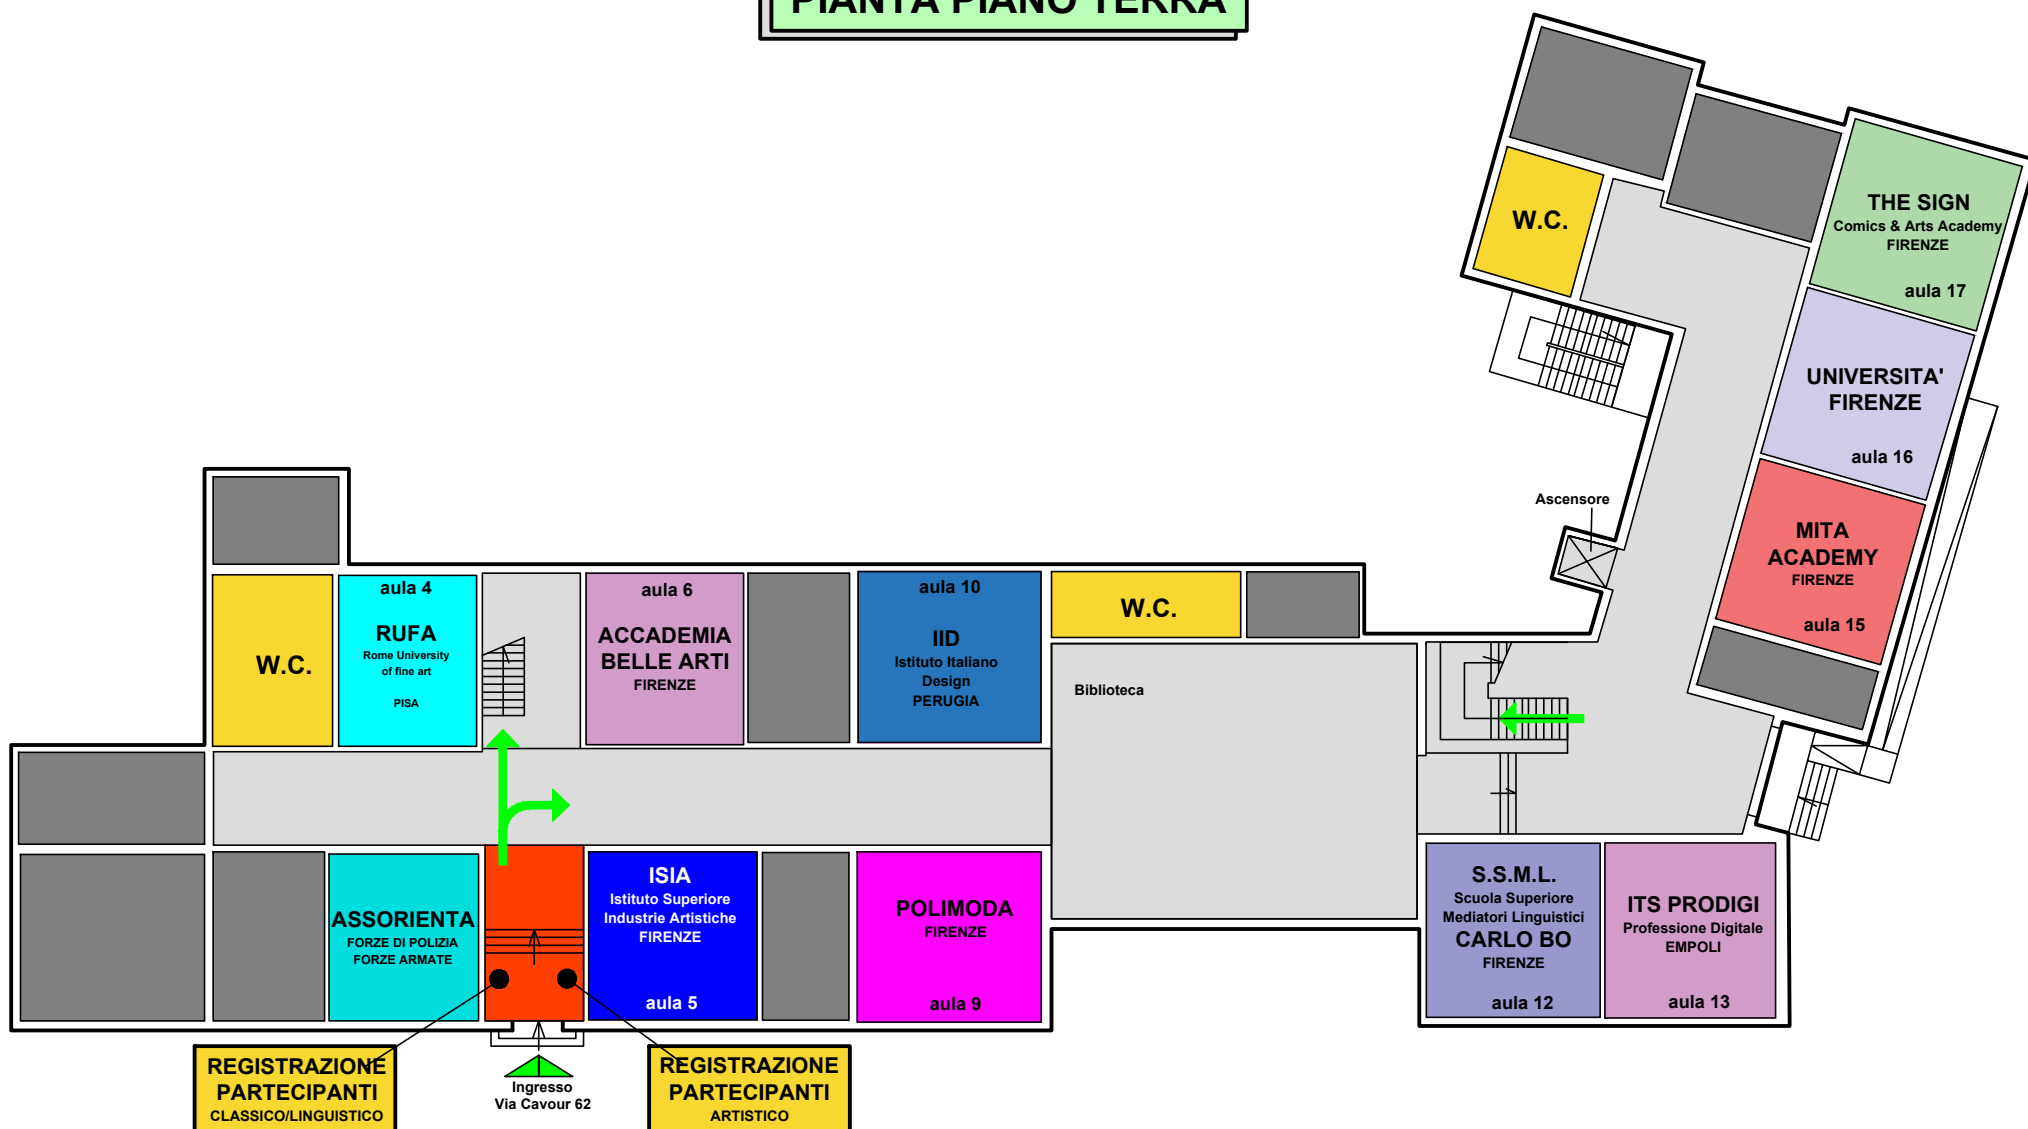 PIANTA PIANO TERRA
THE SIGN
Comics & Arts Academy
FIRENZE
aula 17
W.C.
UNIVERSITA'
FIRENZE
aula 16
Ascensore
MITA
ACADEMY
FIRENZE
aula 15
aula 4
RUFA
Rome University
of fine art
PISA
W.C.
aula 6
ACCADEMIA
BELLE ARTI
FIRENZE
aula 10
IID
Istituto Italiano
Design
PERUGIA
W.C.
Biblioteca
ASSORIENTA
FORZE DI POLIZIA
FORZE ARMATE
ISIA
Istituto Superiore
Industrie Artistiche
FIRENZE
aula 5
POLIMODA
FIRENZE
aula 9
S.S.M.L.
Scuola Superiore
Mediatori Linguistici
CARLO BO
FIRENZE
aula 12
ITS PRODIGI
Professione Digitale
EMPOLI
aula 13
REGISTRAZIONE
PARTECIPANTI
CLASSICO/LINGUISTICO
Ingresso
Via Cavour 62
REGISTRAZIONE
PARTECIPANTI
ARTISTICO